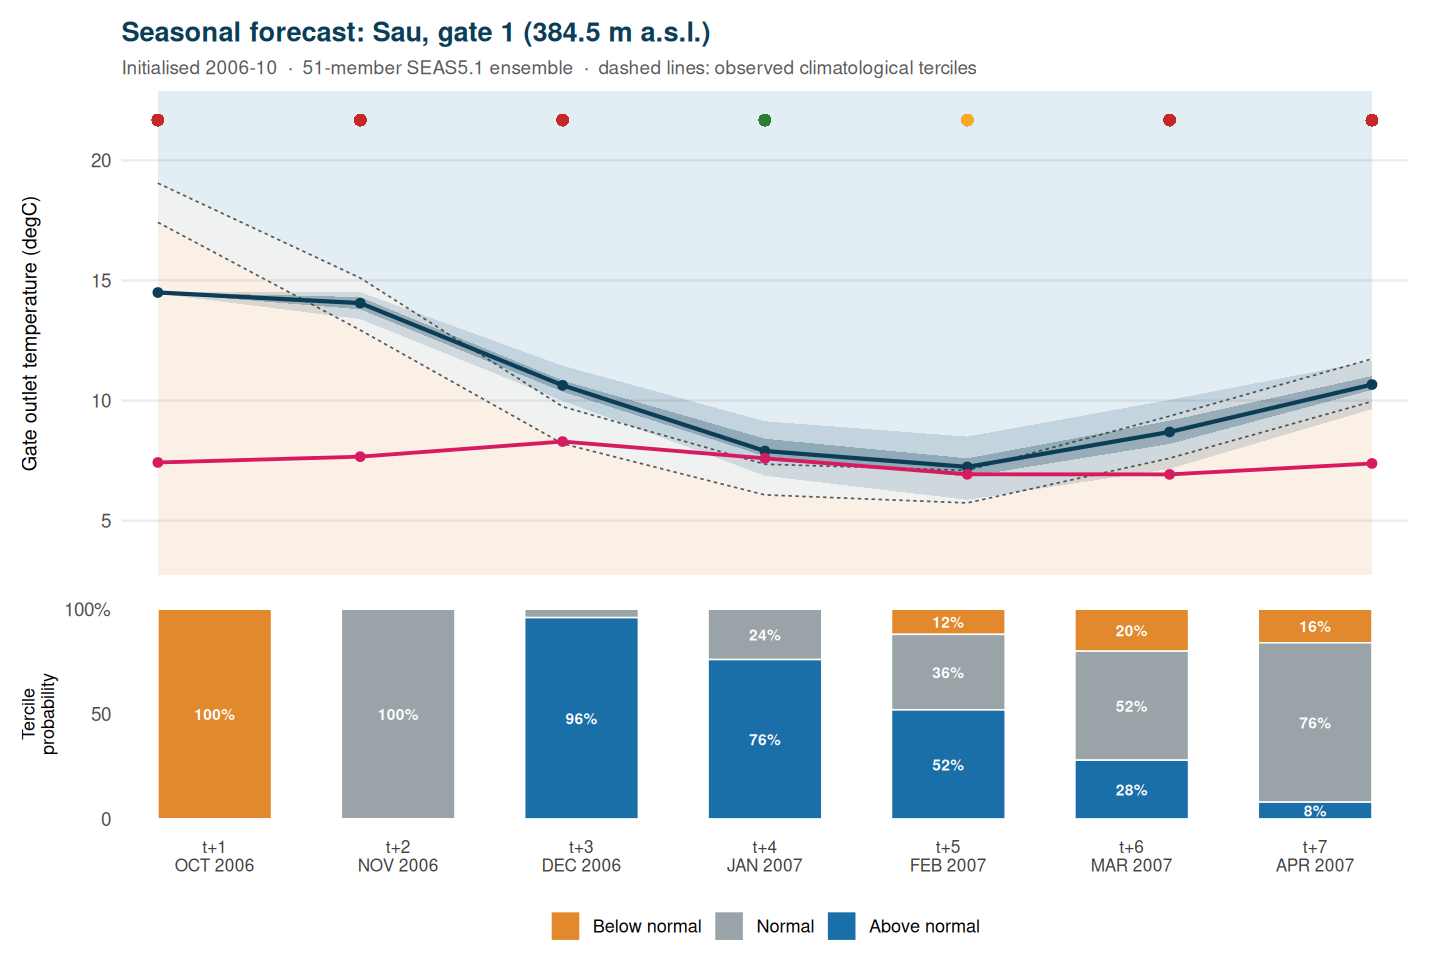 Seasonal forecast: Sau, gate 1 (384.5 m a.s.l.)
Initialised 2006-10 · 51-member SEAS5.1 ensemble · dashed lines: observed climatological terciles
Gate outlet temperature (degC)
20
15
10
5
Tercile
probability
100%
50
0
100%
100%
96%
24%
76%
12%
36%
52%
20%
52%
28%
16%
76%
8%
t+1
OCT 2006
t+2
NOV 2006
t+3
DEC 2006
t+4
JAN 2007
t+5
FEB 2007
t+6
MAR 2007
t+7
APR 2007
Below normal
Normal
Above normal